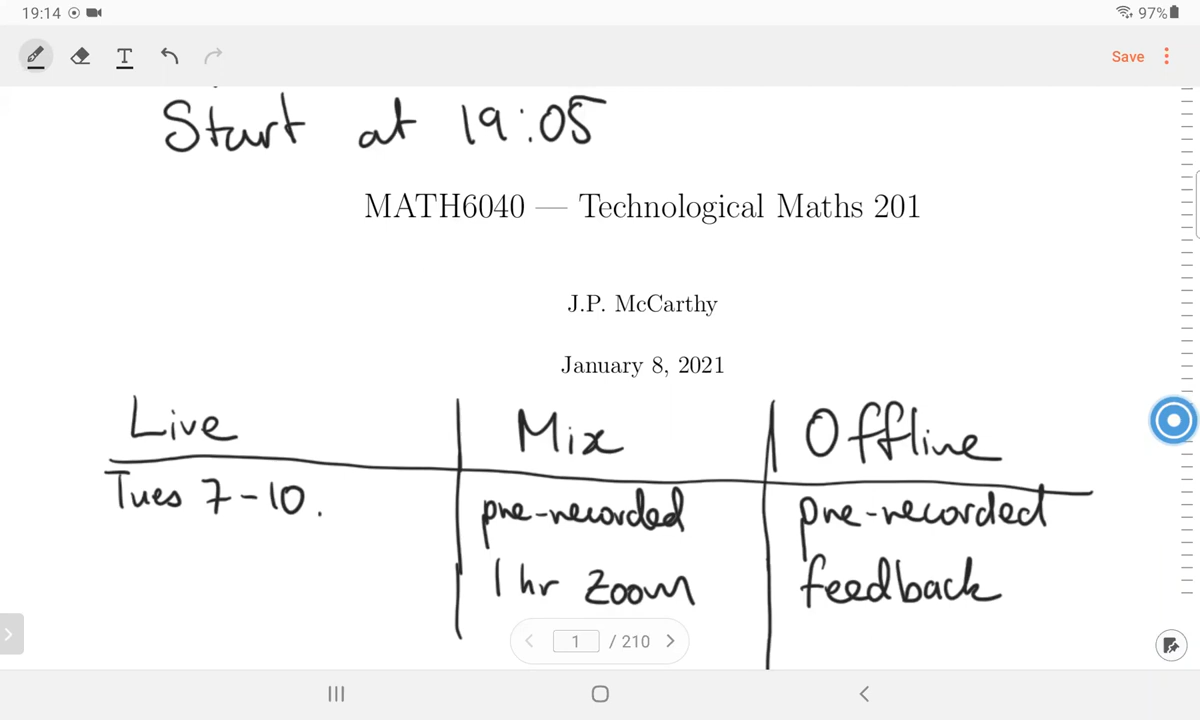 19:14 97%
T Save
Start at 19:05
MATH6040 — Technological Maths 201
J.P. McCarthy
January 8, 2021
Live Mix Offline
Tues 7-10. pre-recorded pre-recorded
1 hr Zoom feedback
1 / 210